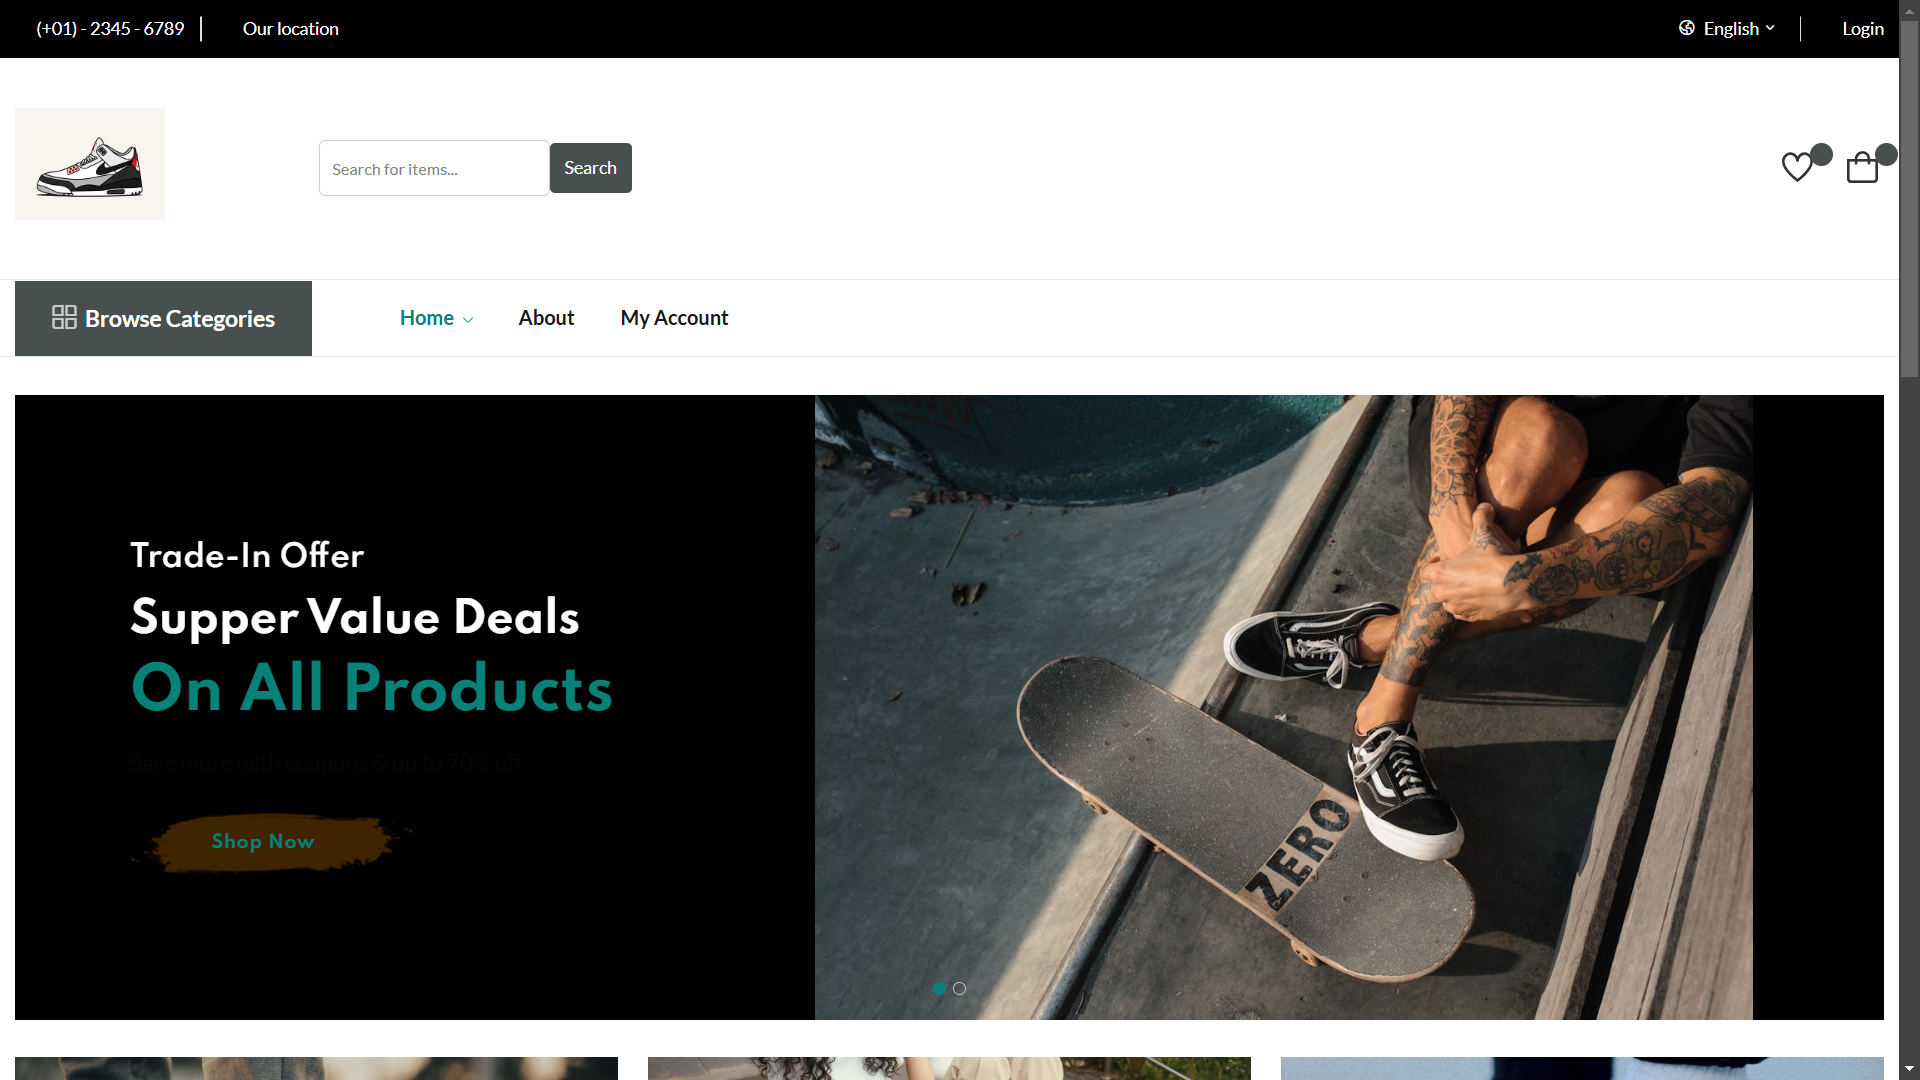 (+01) - 2345 - 6789
Our location
English
Login
Search for items...
Search
Browse Categories
Home
About
My Account
Trade-In Offer
Supper Value Deals
On All Products
Save more with coupons & up to 70% off
Shop Now
ZERO